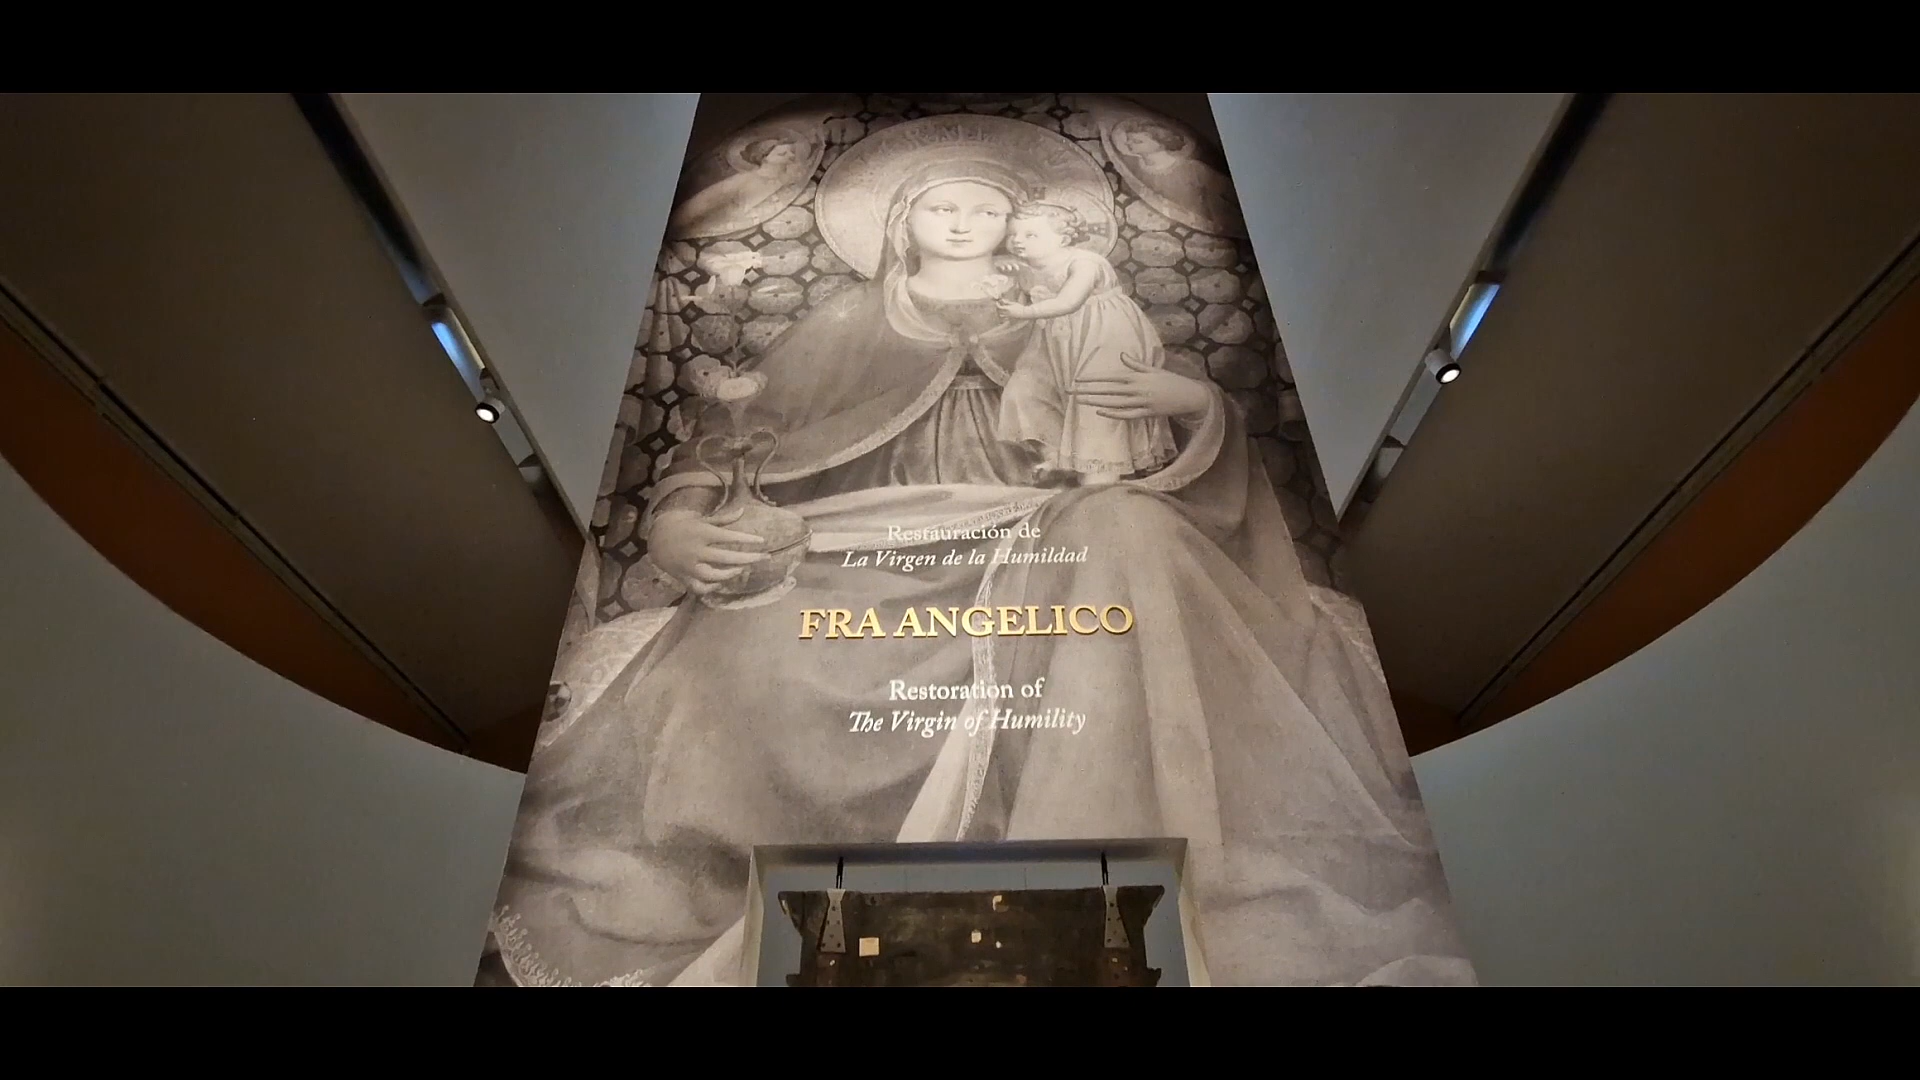 Restauración de
La Virgen de la Humildad
FRA ANGELICO
Restoration of
The Virgin of Humility